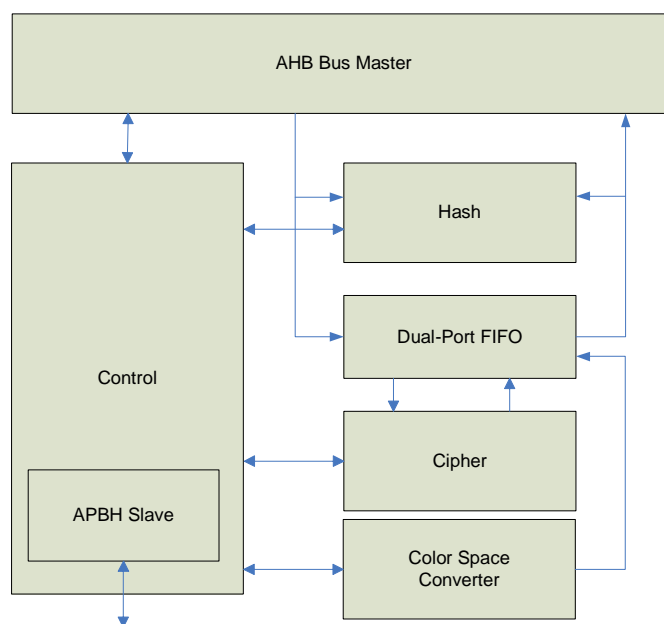 AHB Bus Master
Hash
Dual-Port FIFO
Control
Cipher
APBH Slave
Color Space
Converter